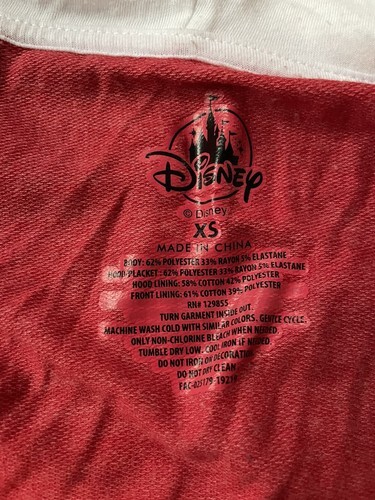 Disney
© Disney
XS
MADE IN CHINA
BODY: 62% POLYESTER 33% RAYON 5% ELASTANE
HOOD PLACKET: 62% POLYESTER 33% RAYON 5% ELASTANE
HOOD LINING: 58% COTTON 42% POLYESTER
FRONT LINING: 61% COTTON 39% POLYESTER
RN# 129855
TURN GARMENT INSIDE OUT.
MACHINE WASH COLD WITH SIMILAR COLORS, GENTLE CYCLE.
ONLY NON-CHLORINE BLEACH WHEN NEEDED.
TUMBLE DRY LOW. COOL IRON IF NEEDED.
DO NOT IRON ON DECORATION.
DO NOT DRY CLEAN.